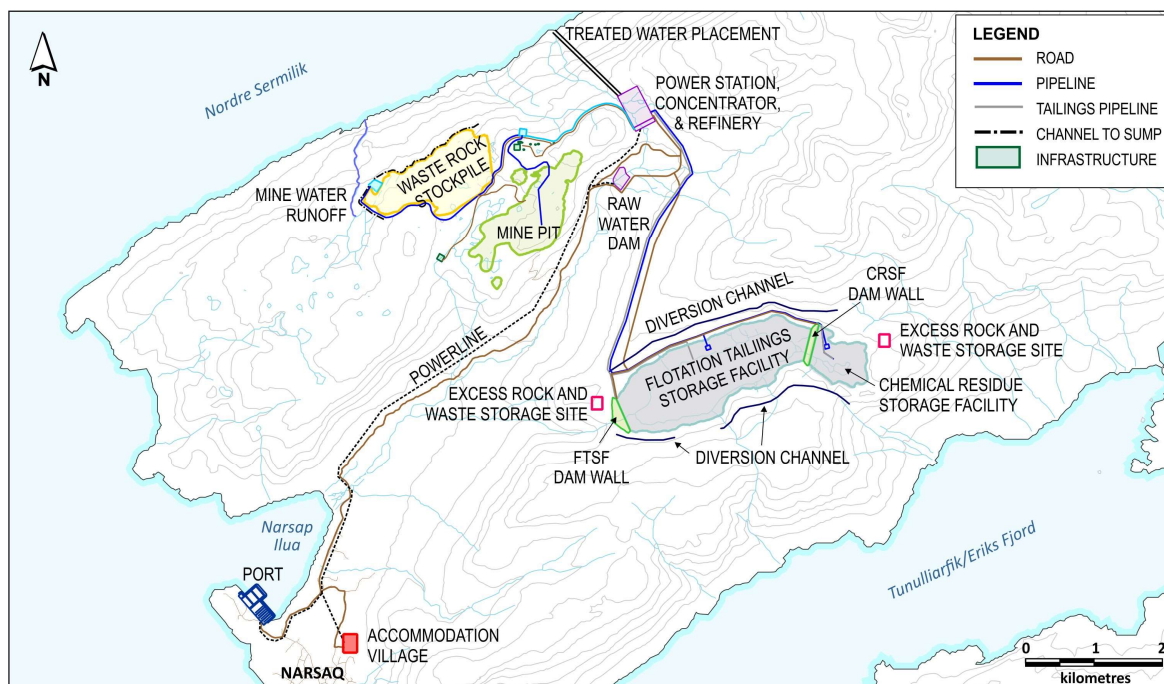 TREATED WATER PLACEMENT
LEGEND
ROAD
PIPELINE
TAILINGS PIPELINE
CHANNEL TO SUMP
INFRASTRUCTURE
N
Nordre Sermilik
POWER STATION,
CONCENTRATOR,
& REFINERY
WASTE ROCK
STOCKPILE
MINE WATER
RUNOFF
MINE PIT
RAW
WATER
DAM
CRSF
DAM WALL
DIVERSION CHANNEL
EXCESS ROCK AND
WASTE STORAGE SITE
POWERLINE
FLOTATION TAILIINGS
STORAGE FACILITY
EXCESS ROCK AND
WASTE STORAGE SITE
CHEMICAL RESIDUE
STORAGE FACILITY
FTSF
DAM WALL
DIVERSION CHANNEL
Narsap
Ilua
Tunulliarfik/Eriks Fjord
PORT
ACCOMMODATION
VILLAGE
NARSAQ
0 1 2
kilometres